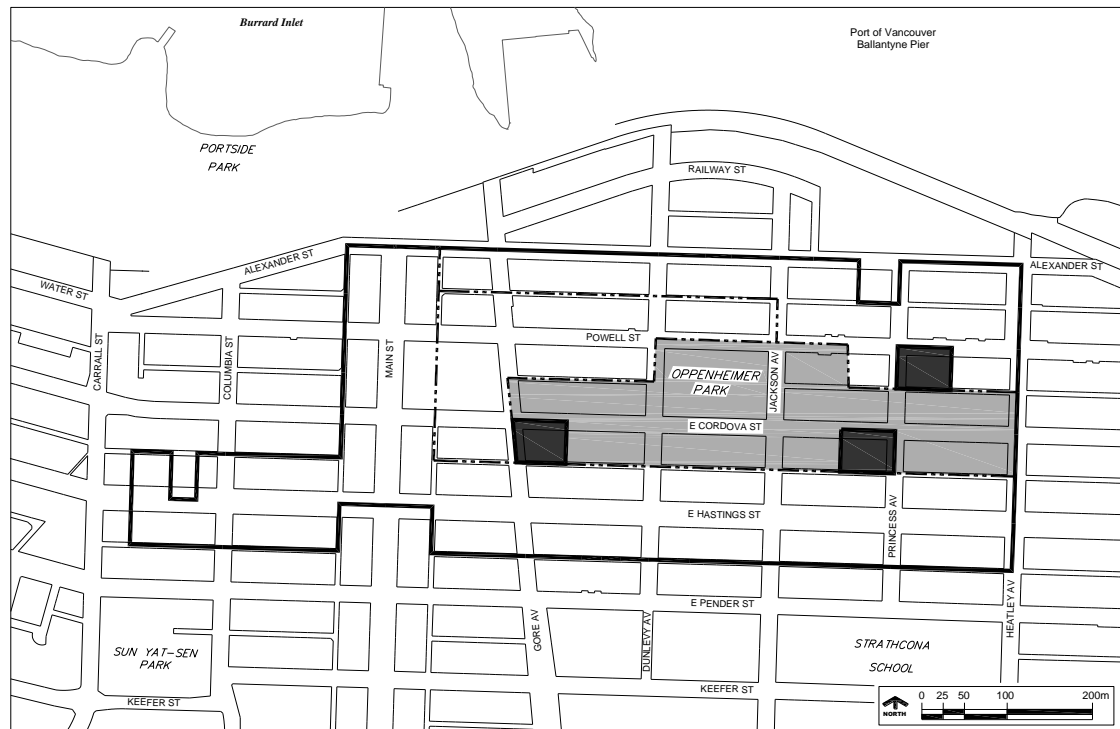 Burrard Inlet
Port of Vancouver
Ballantyne Pier
PORTSIDE
PARK
RAILWAY ST
ALEXANDER ST
ALEXANDER ST
WATER ST
POWELL ST
CARRALL ST
COLUMBIA ST
MAIN ST
JACKSON AV
OPPENHEIMER
PARK
E CORDOVA ST
E HASTINGS ST
PRINCESS AV
E PENDER ST
GORE AV
DUNLEVY AV
HEATLEY AV
SUN YAT-SEN
PARK
STRATHCONA
SCHOOL
KEEFER ST
KEEFER ST
NORTH
0 25 50 100 200m